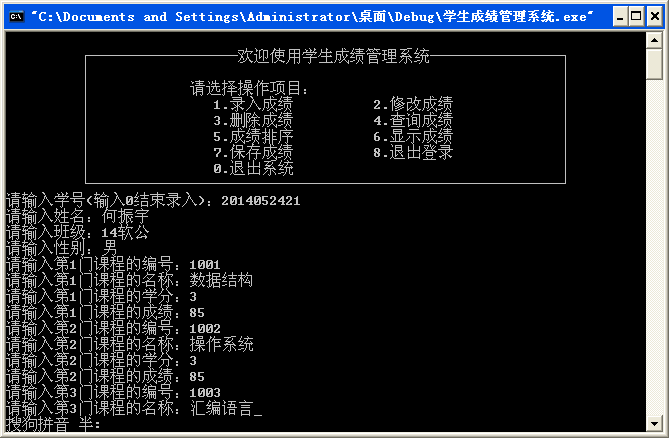 "C:\Documents and Settings\Administrator\桌面\Debug\学生成绩管理系统.exe"
欢迎使用学生成绩管理系统
请选择操作项目：
1.录入成绩 2.修改成绩
3.删除成绩 4.查询成绩
5.成绩排序 6.显示成绩
7.保存成绩 8.退出登录
0.退出系统
请输入学号(输入0结束录入)：2014052421
请输入姓名：何振宇
请输入班级：14软公
请输入性别：男
请输入第1门课程的编号：1001
请输入第1门课程的名称：数据结构
请输入第1门课程的学分：3
请输入第1门课程的成绩：85
请输入第2门课程的编号：1002
请输入第2门课程的名称：操作系统
请输入第2门课程的学分：3
请输入第2门课程的成绩：85
请输入第3门课程的编号：1003
请输入第3门课程的名称：汇编语言_
搜狗拼音 半：